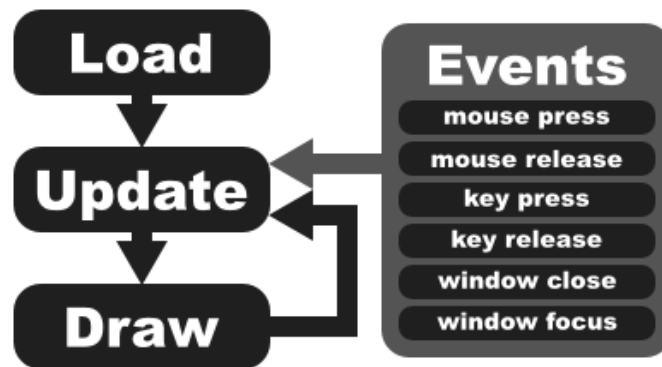 Load
Update
Draw
Events
mouse press
mouse release
key press
key release
window close
window focus